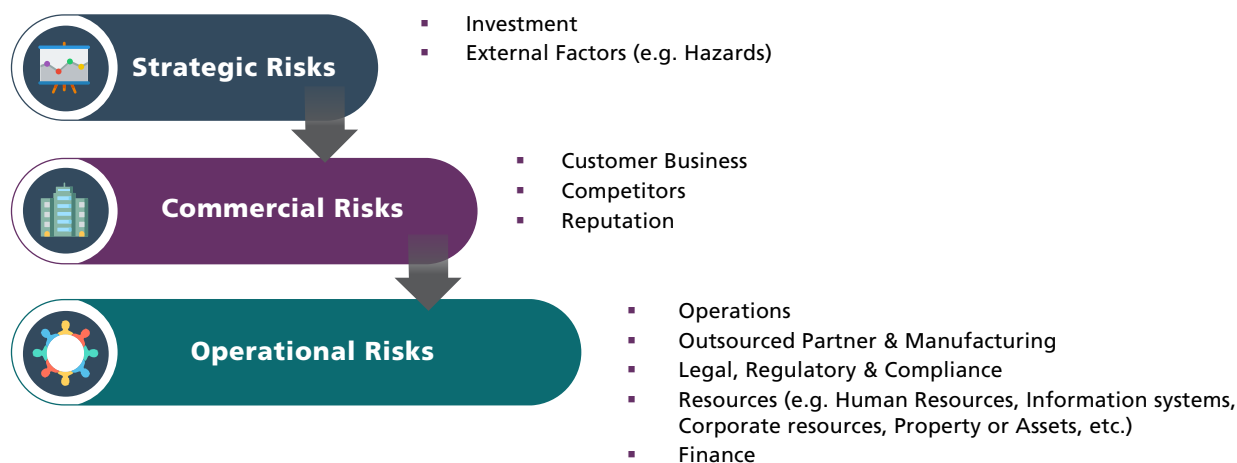 Strategic Risks
▪ Investment
▪ External Factors (e.g. Hazards)
Commercial Risks
▪ Customer Business
▪ Competitors
▪ Reputation
Operational Risks
▪ Operations
▪ Outsourced Partner & Manufacturing
▪ Legal, Regulatory & Compliance
▪ Resources (e.g. Human Resources, Information systems,
Corporate resources, Property or Assets, etc.)
▪ Finance